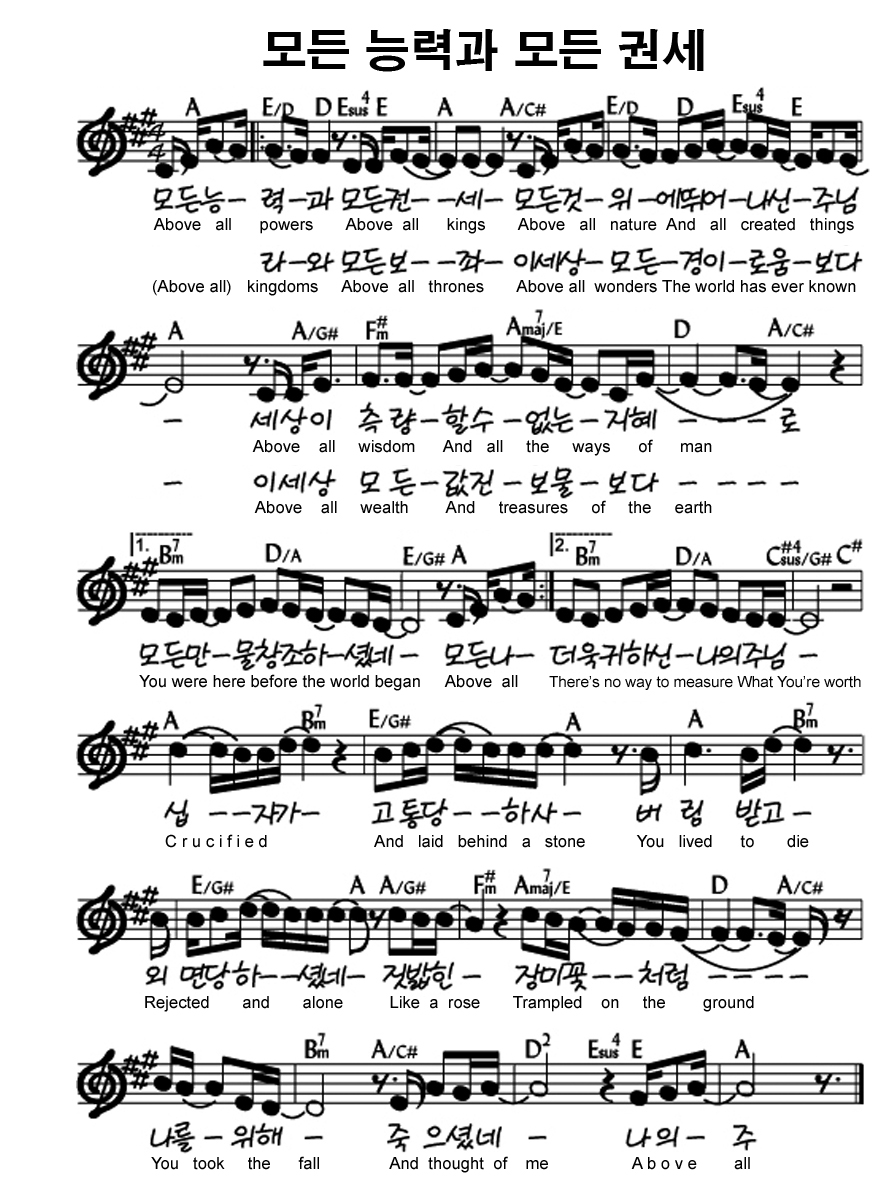 모든 능력과 모든 권세
A E/D D Esus4 E A A/C# E/D D Esus4 E
4/4
모든능- 력-과 모든권- -세- 모든것-위-에뛰어-나신-주님
Above all powers Above all kings Above all nature And all created things
라-와 모든보- -좌- 이세상-모든-경이-로움-보다
(Above all) kingdoms Above all thrones Above all wonders The world has ever known
A A/G# F#m Amaj7/E D A/C#
- 세상이 측량-할수-없는-지혜- - -로
Above all wisdom And all the ways of man
- 이세상 모든-값진-보물-보다- - - -
Above all wealth And treasures of the earth
1. Bm7 D/A E/G# A 2. Bm7 D/A C#sus4/G# C#
모든만-물창조하-셨네- 모든나- 더욱귀하신-나의주님-
You were here before the world began Above all There's no way to measure What You're worth
A Bm7 E/G# A A Bm7
십- -자가- 고통당- -하사- 버림 받고-
Crucified And laid behind a stone You lived to die
E/G# A A/G# F#m Amaj7/E D A/C#
외 면당하- -셨네- 짓밟힌- 장미꽃- -처럼- - - -
Rejected and alone Like a rose Trampled on the ground
Bm7 A/C# D2 Esus4 E A
나를-위해- 죽으셨네- 나의-주
You took the fall And thought of me Above all